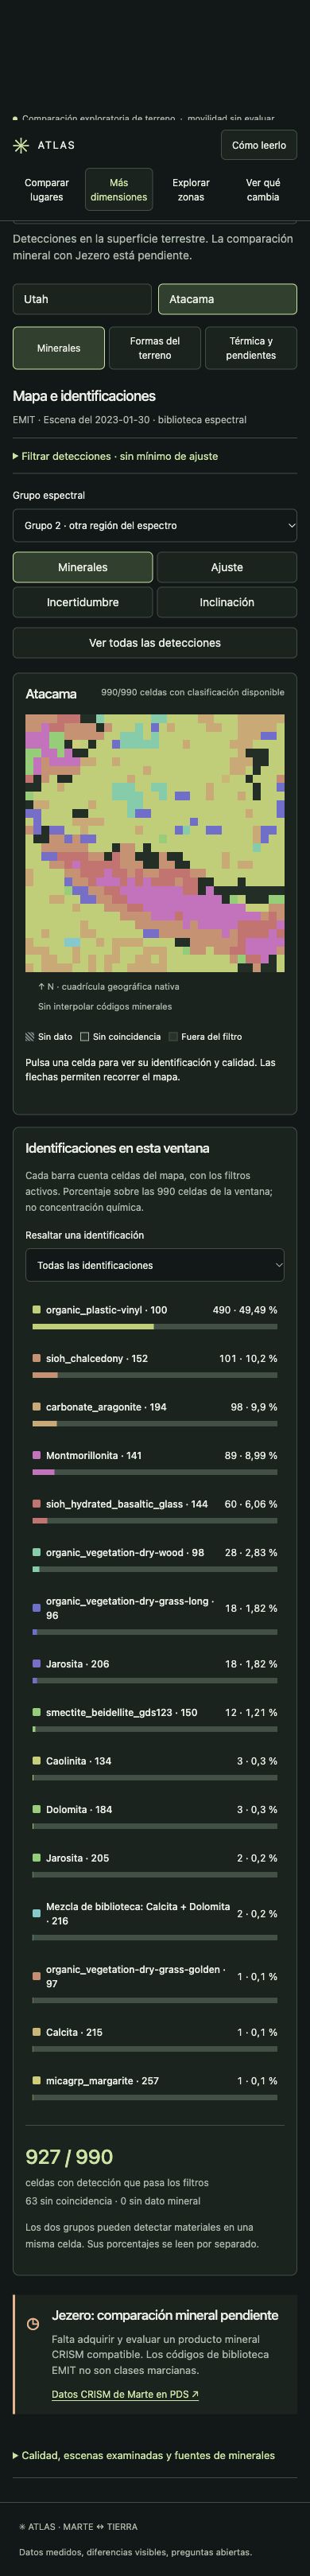 Comparación exploratoria de terreno · movilidad sin evaluar
ATLAS
Cómo leerlo
Comparar
lugares
Más
dimensiones
Explorar
zonas
Ver qué
cambia
Detecciones en la superficie terrestre. La comparación
mineral con Jezero está pendiente.
Utah
Atacama
Minerales
Formas del
terreno
Térmica y
pendientes
Mapa e identificaciones
EMIT · Escena del 2023-01-30 · biblioteca espectral
Filtrar detecciones · sin mínimo de ajuste
Grupo espectral
Grupo 2 · otra región del espectro
Minerales
Ajuste
Incertidumbre
Inclinación
Ver todas las detecciones
Atacama
990/990 celdas con clasificación disponible
↑ N · cuadrícula geográfica nativa
Sin interpolar códigos minerales
Sin dato
Sin coincidencia
Fuera del filtro
Pulsa una celda para ver su identificación y calidad. Las
flechas permiten recorrer el mapa.
Identificaciones en esta ventana
Cada barra cuenta celdas del mapa, con los filtros
activos. Porcentaje sobre las 990 celdas de la ventana;
no concentración química.
Resaltar una identificación
Todas las identificaciones
organic_plastic-vinyl · 100 490 · 49,49 %
sioh_chalcedony · 152 101 · 10,2 %
carbonate_aragonite · 194 98 · 9,9 %
Montmorillonita · 141 89 · 8,99 %
sioh_hydrated_basaltic_glass · 144 60 · 6,06 %
organic_vegetation-dry-wood · 98 28 · 2,83 %
organic_vegetation-dry-grass-long ·
96
18 · 1,82 %
Jarosita · 206 18 · 1,82 %
smectite_beidellite_gds123 · 150 12 · 1,21 %
Caolinita · 134 3 · 0,3 %
Dolomita · 184 3 · 0,3 %
Jarosita · 205 2 · 0,2 %
Mezcla de biblioteca: Calcita + Dolomita
· 216
2 · 0,2 %
organic_vegetation-dry-grass-golden ·
97
1 · 0,1 %
Calcita · 215 1 · 0,1 %
micagrp_margarite · 257 1 · 0,1 %
927 / 990
celdas con detección que pasa los filtros
63 sin coincidencia · 0 sin dato mineral
Los dos grupos pueden detectar materiales en una
misma celda. Sus porcentajes se leen por separado.
Jezero: comparación mineral pendiente
Falta adquirir y evaluar un producto mineral
CRISM compatible. Los códigos de biblioteca
EMIT no son clases marcianas.
Datos CRISM de Marte en PDS ↗
Calidad, escenas examinadas y fuentes de minerales
✳ ATLAS · MARTE ↔ TIERRA
Datos medidos, diferencias visibles, preguntas abiertas.